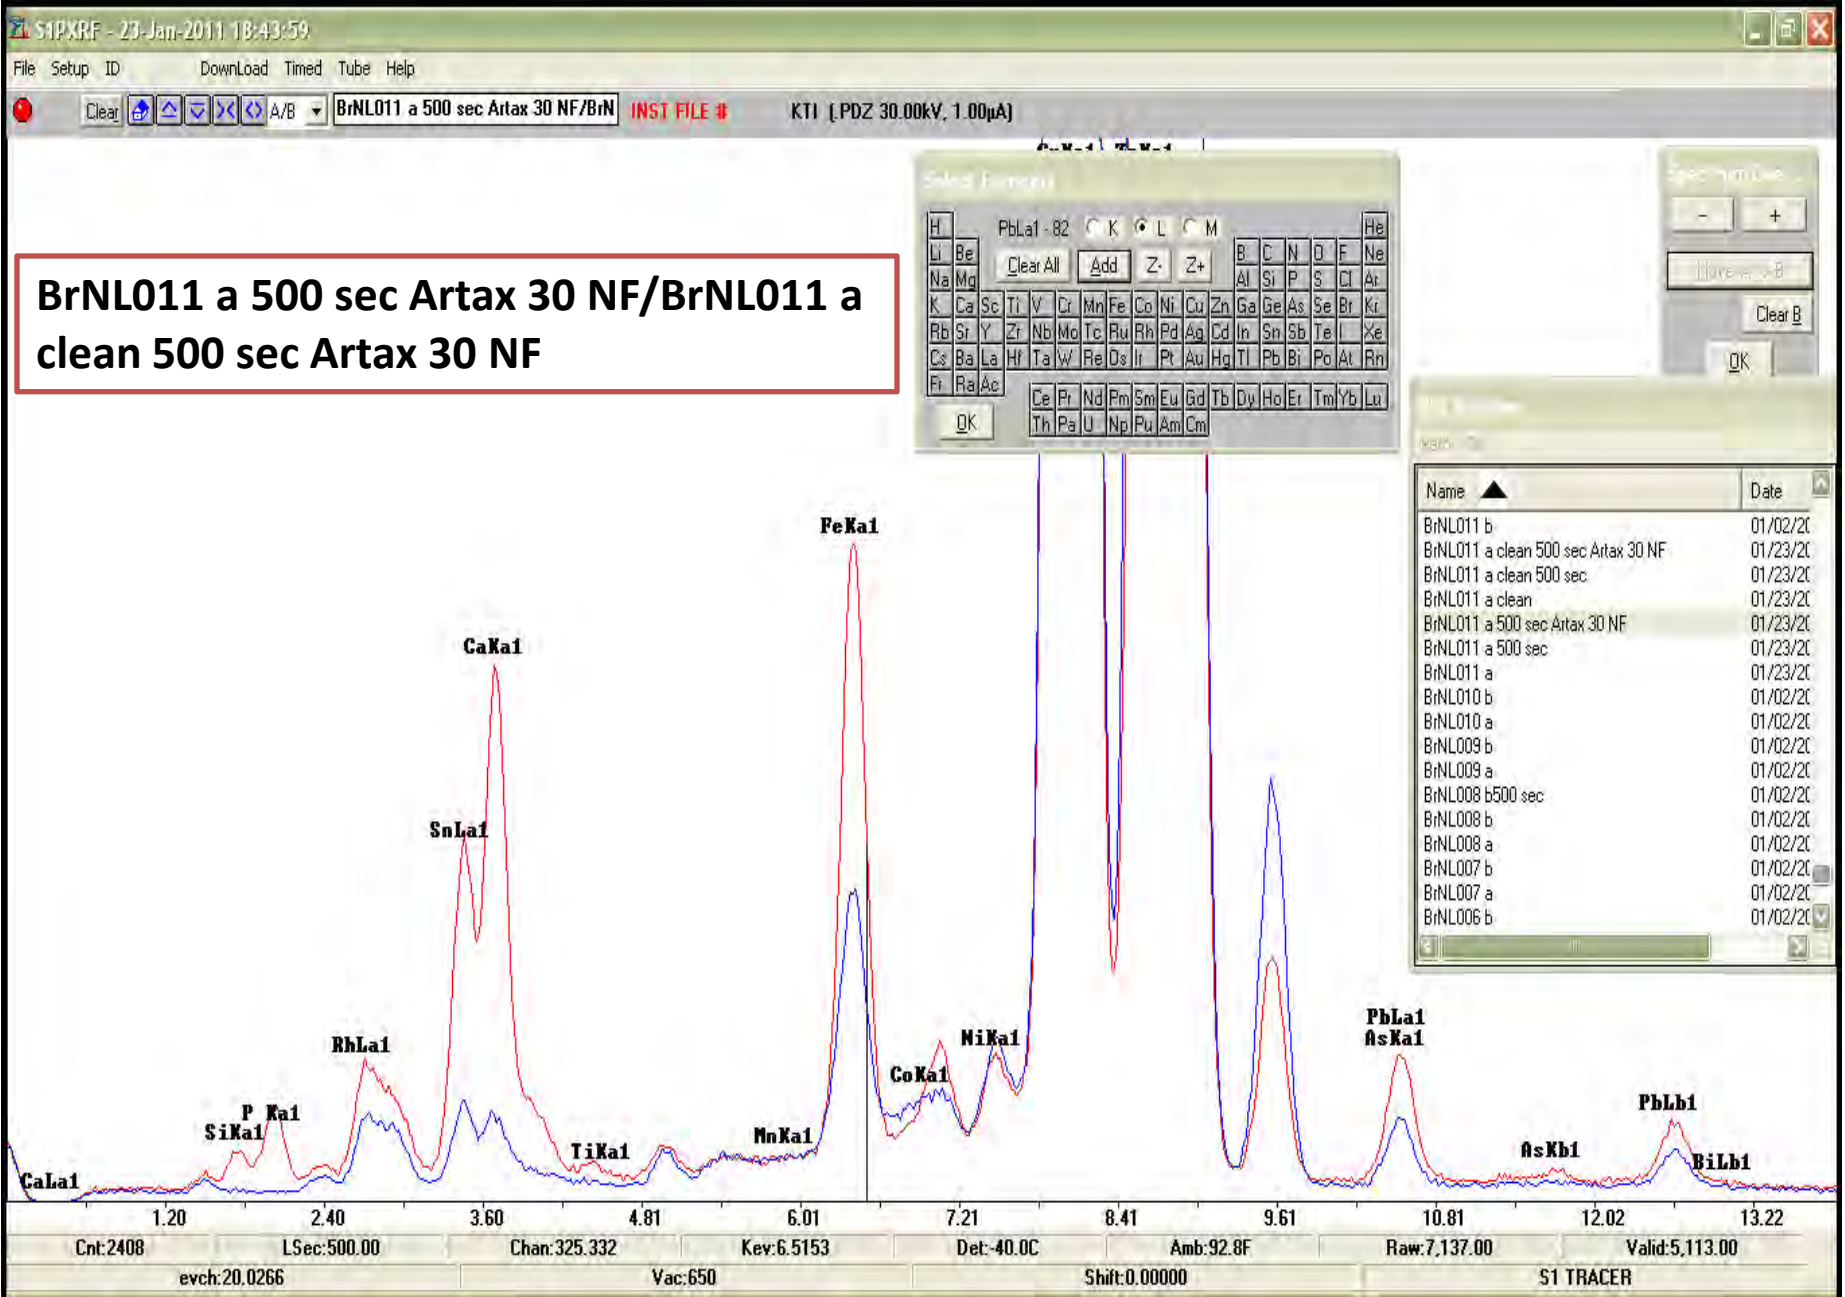 S1PXRF - 23-Jan-2011 18:43:59
File Setup ID DownLoad Timed Tube Help
Clear A/B BrNL011 a 500 sec Artax 30 NF/BrN INST FILE # KTI (.PDZ 30.00kV, 1.00µA)
BrNL011 a 500 sec Artax 30 NF/BrNL011 a
clean 500 sec Artax 30 NF
PbLa1 - 82 K L M
Clear All Add Z- Z+
H He
Li Be B C N O F Ne
Na Mg Al Si P S Cl Ar
K Ca Sc Ti V Cr Mn Fe Co Ni Cu Zn Ga Ge As Se Br Kr
Rb Sr Y Zr Nb Mo Tc Ru Rh Pd Ag Cd In Sn Sb Te I Xe
Cs Ba La Hf Ta W Re Os Ir Pt Au Hg Tl Pb Bi Po At Rn
Fr Ra Ac
Ce Pr Nd Pm Sm Eu Gd Tb Dy Ho Er Tm Yb Lu
Th Pa U Np Pu Am Cm
OK
- +
Clear B
OK
Name Date
BrNL011 b 01/02/20
BrNL011 a clean 500 sec Artax 30 NF 01/23/20
BrNL011 a clean 500 sec 01/23/20
BrNL011 a clean 01/23/20
BrNL011 a 500 sec Artax 30 NF 01/23/20
BrNL011 a 500 sec 01/23/20
BrNL011 a 01/23/20
BrNL010 b 01/02/20
BrNL010 a 01/02/20
BrNL009 b 01/02/20
BrNL009 a 01/02/20
BrNL008 b500 sec 01/02/20
BrNL008 b 01/02/20
BrNL008 a 01/02/20
BrNL007 b 01/02/20
BrNL007 a 01/02/20
BrNL006 b 01/02/20
CaLa1
SiKa1
P Ka1
RhLa1
SnLa1
CaKa1
TiKa1
MnKa1
FeKa1
CoKa1
NiKa1
PbLa1
AsKa1
AsKb1
PbLb1
BiLb1
1.20 2.40 3.60 4.81 6.01 7.21 8.41 9.61 10.81 12.02 13.22
Cnt:2408 LSec:500.00 Chan:325.332 Kev:6.5153 Det:-40.0C Amb:92.8F Raw:7,137.00 Valid:5,113.00
evch:20.0266 Vac:650 Shift:0.00000 S1 TRACER